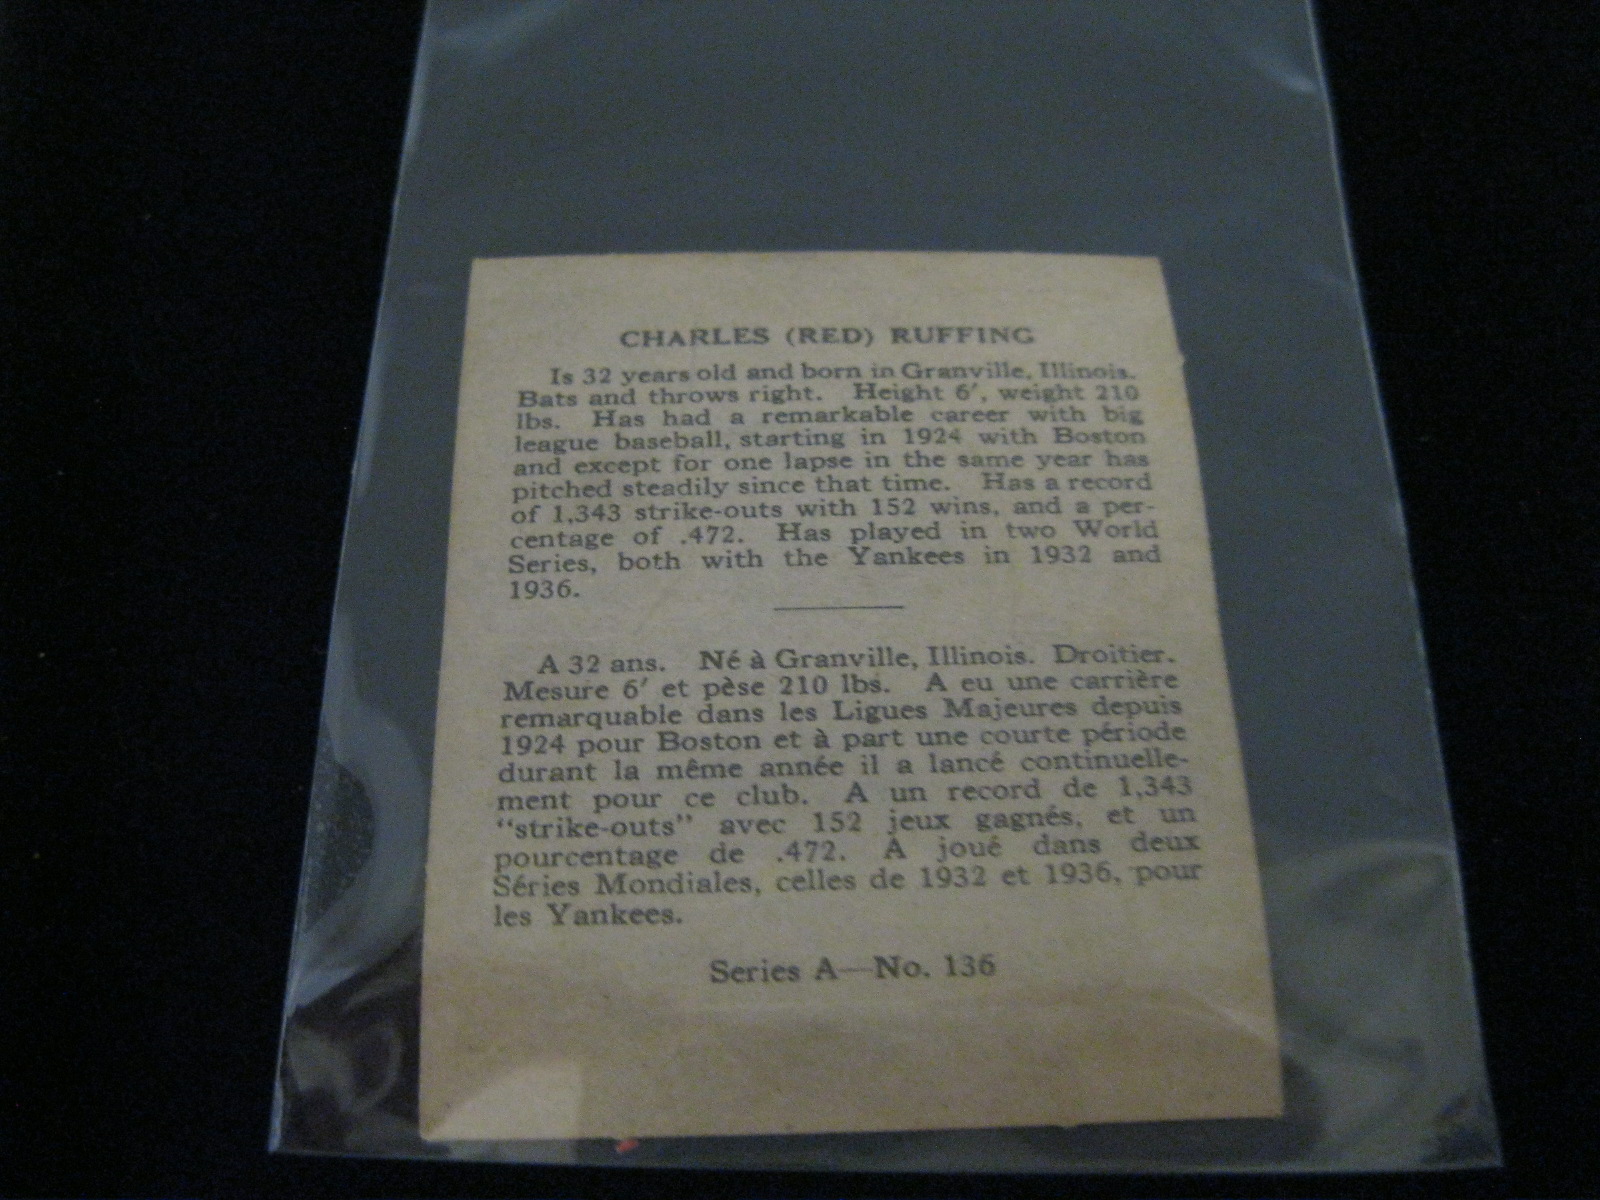 CHARLES (RED) RUFFING
Is 32 years old and born in Granville, Illinois.
Bats and throws right. Height 6′, weight 210
lbs. Has had a remarkable career with big
league baseball, starting in 1924 with Boston
and except for one lapse in the same year has
pitched steadily since that time. Has a record
of 1,343 strike-outs with 152 wins, and a per-
centage of .472. Has played in two World
Series, both with the Yankees in 1932 and
1936.
A 32 ans. Né à Granville, Illinois. Droitier.
Mesure 6′ et pèse 210 lbs. A eu une carrière
remarquable dans les Ligues Majeures depuis
1924 pour Boston et à part une courte période
durant la même année il a lancé continuelle-
ment pour ce club. A un record de 1,343
“strike-outs” avec 152 jeux gagnés, et un
pourcentage de .472. A joué dans deux
Séries Mondiales, celles de 1932 et 1936, pour
les Yankees.
Series A—No. 136